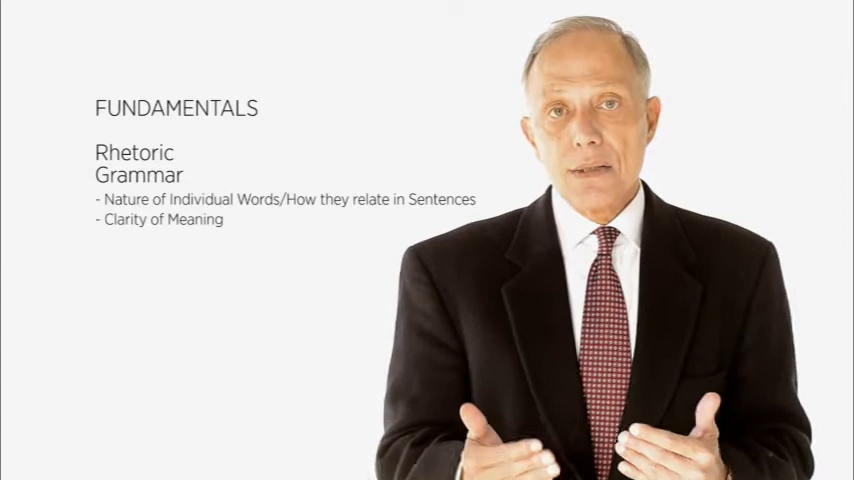 FUNDAMENTALS
Rhetoric
Grammar
- Nature of Individual Words/How they relate in Sentences
- Clarity of Meaning